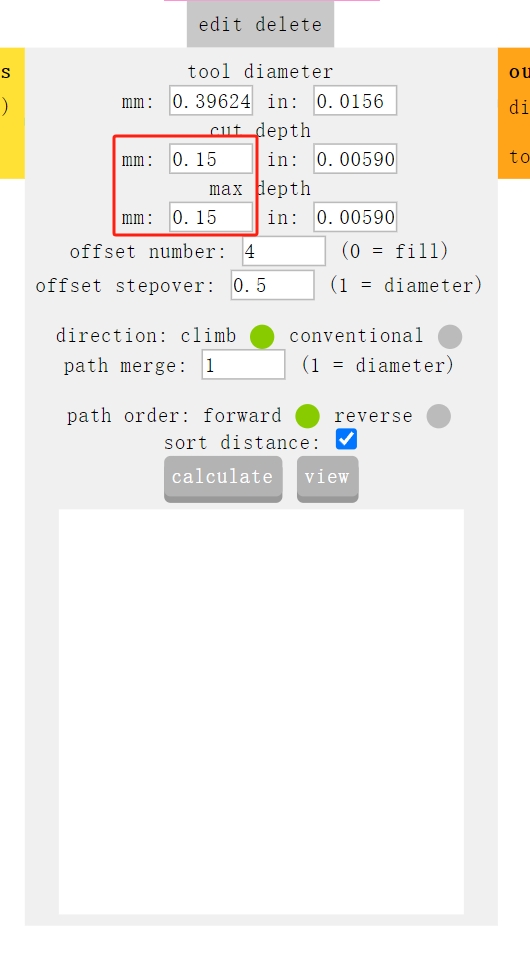 edit delete
s
ou
tool diameter
)
mm: 0.39624 in: 0.0156
di
cut depth
mm: 0.15 in: 0.00590
to
max depth
mm: 0.15 in: 0.00590
offset number: 4 (0 = fill)
offset stepover: 0.5 (1 = diameter)
direction: climb conventional
path merge: 1 (1 = diameter)
path order: forward reverse
sort distance:
calculate view